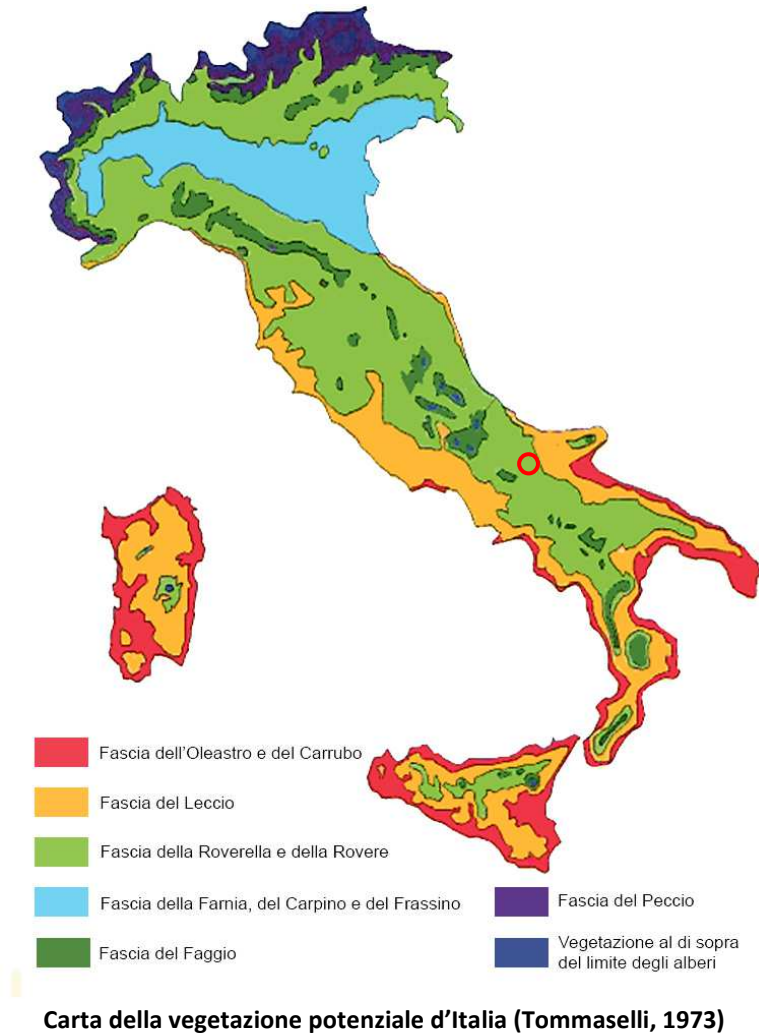 Fascia dell'Oleastro e del Carrubo
Fascia del Leccio
Fascia della Roverella e della Rovere
Fascia della Farnia, del Carpino e del Frassino
Fascia del Faggio
Fascia del Peccio
Vegetazione al di sopra
del limite degli alberi
Carta della vegetazione potenziale d'Italia (Tommaselli, 1973)